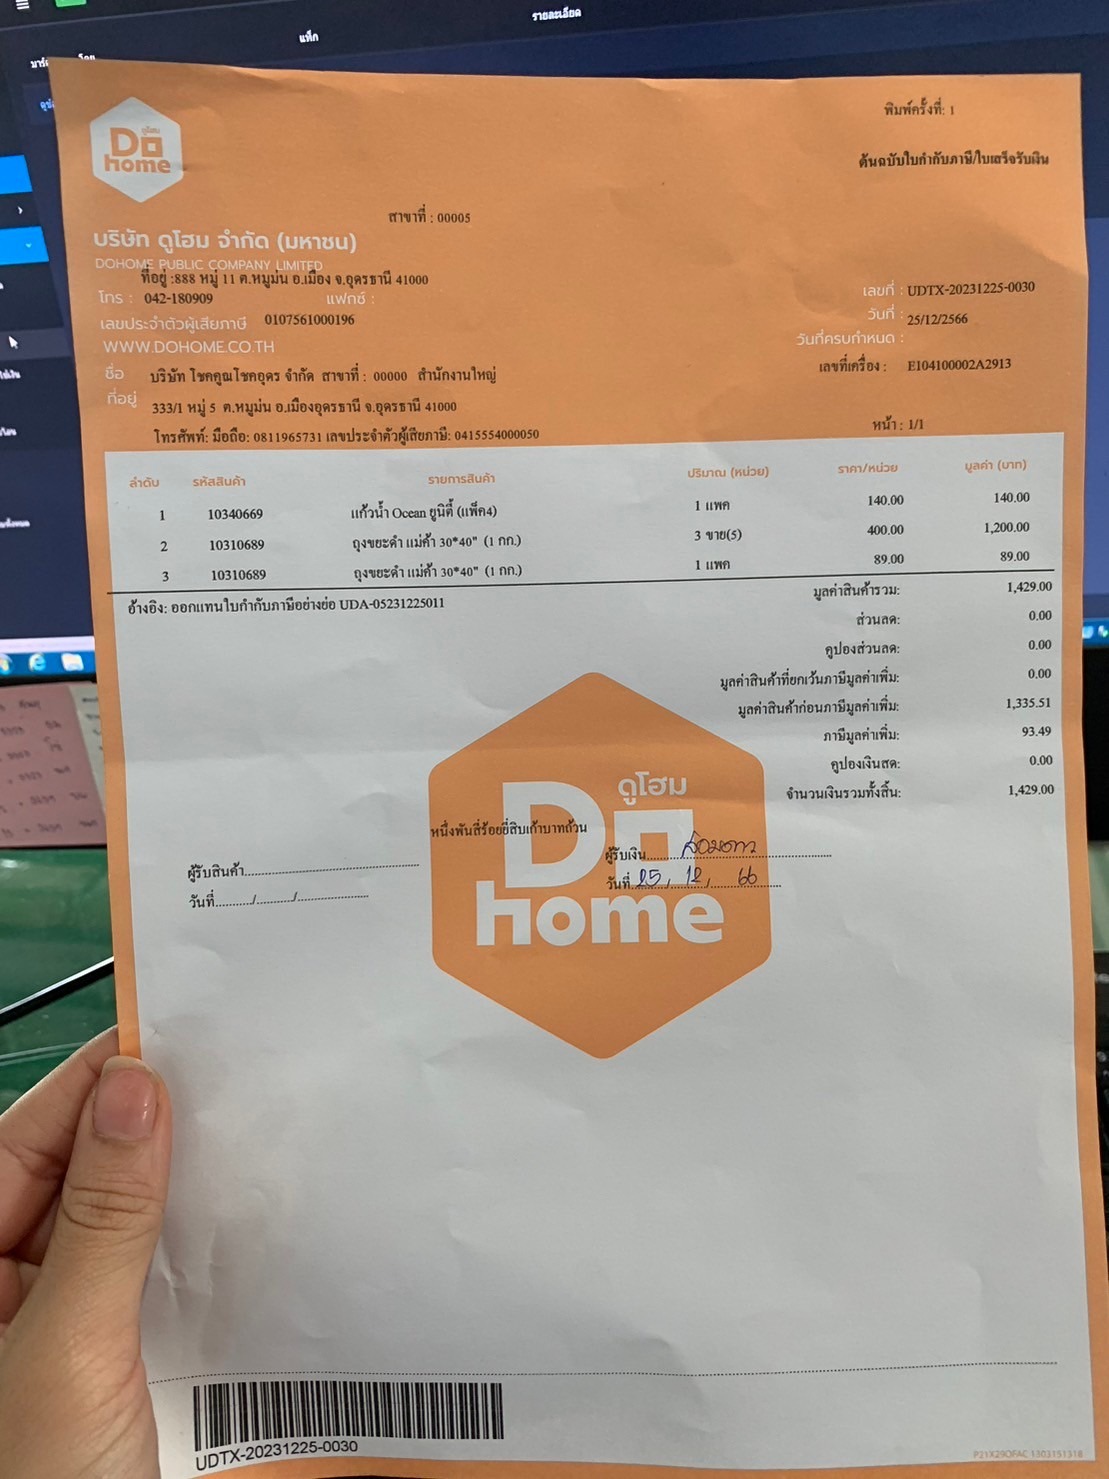 รายละเอียด
แท็ก
พิมพ์ครั้งที่: 1
ดูโฮม
Do
home
ต้นฉบับใบกำกับภาษี/ใบเสร็จรับเงิน
สาขาที่ : 00005
บริษัท ดูโฮม จำกัด (มหาชน)
DOHOME PUBLIC COMPANY LIMITED
ที่อยู่ :888 หมู่ 11 ต.หมูม่น อ.เมือง จ.อุดรธานี 41000
โทร : 042-180909 แฟกซ์ :
เลขที่ : UDTX-20231225-0030
เลขประจำตัวผู้เสียภาษี 0107561000196
วันที่ : 25/12/2566
WWW.DOHOME.CO.TH
วันที่ครบกำหนด :
ชื่อ บริษัท โชคคูณโชคอุดร จำกัด สาขาที่ : 00000 สำนักงานใหญ่
เลขที่เครื่อง : E104100002A2913
ที่อยู่ 333/1 หมู่ 5 ต.หมูม่น อ.เมืองอุดรธานี จ.อุดรธานี 41000
โทรศัพท์: มือถือ: 0811965731 เลขประจำตัวผู้เสียภาษี: 0415554000050
หน้า : 1/1
ลำดับ รหัสสินค้า รายการสินค้า ปริมาณ (หน่วย) ราคา/หน่วย มูลค่า (บาท)
1 10340669 แก้วน้ำ Ocean ยูนิตี้ (แพ็ค4) 1 แพค 140.00 140.00
2 10310689 ถุงขยะดำ แม่ค้า 30*40" (1 กก.) 3 ขาย(5) 400.00 1,200.00
3 10310689 ถุงขยะดำ แม่ค้า 30*40" (1 กก.) 1 แพค 89.00 89.00
อ้างอิง: ออกแทนใบกำกับภาษีอย่างย่อ UDA-05231225011
มูลค่าสินค้ารวม: 1,429.00
ส่วนลด: 0.00
คูปองส่วนลด: 0.00
มูลค่าสินค้าที่ยกเว้นภาษีมูลค่าเพิ่ม: 0.00
มูลค่าสินค้าก่อนภาษีมูลค่าเพิ่ม: 1,335.51
ภาษีมูลค่าเพิ่ม: 93.49
คูปองเงินสด: 0.00
จำนวนเงินรวมทั้งสิ้น: 1,429.00
ดูโฮม
Do
home
หนึ่งพันสี่ร้อยยี่สิบเก้าบาทถ้วน
ผู้รับสินค้า
ผู้รับเงิน
วันที่ / /
วันที่ 25, 12, 66
UDTX-20231225-0030
P21X29OFAC 1303151318